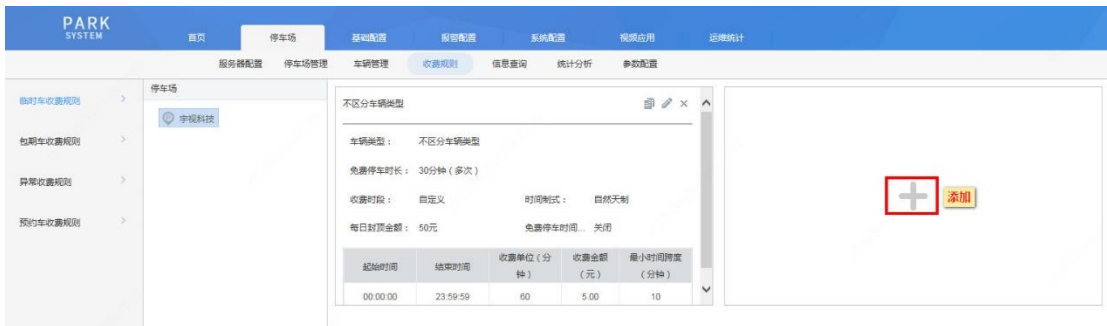 PARK
SYSTEM
首页 停车场 基础配置 报警配置 系统配置 视频应用 运维统计
服务器配置 停车场管理 车辆管理 收费规则 信息查询 统计分析 参数配置
临时车收费规则
包期车收费规则
异常收费规则
预约车收费规则
停车场
宇视科技
不区分车辆类型
车辆类型： 不区分车辆类型
免费停车时长： 30分钟（多次）
收费时段： 自定义 时间制式： 自然天制
每日封顶金额： 50元 免费停车时间... 关闭
起始时间 结束时间 收费单位（分钟） 收费金额（元） 最小时间跨度（分钟）
00:00:00 23:59:59 60 5.00 10
添加